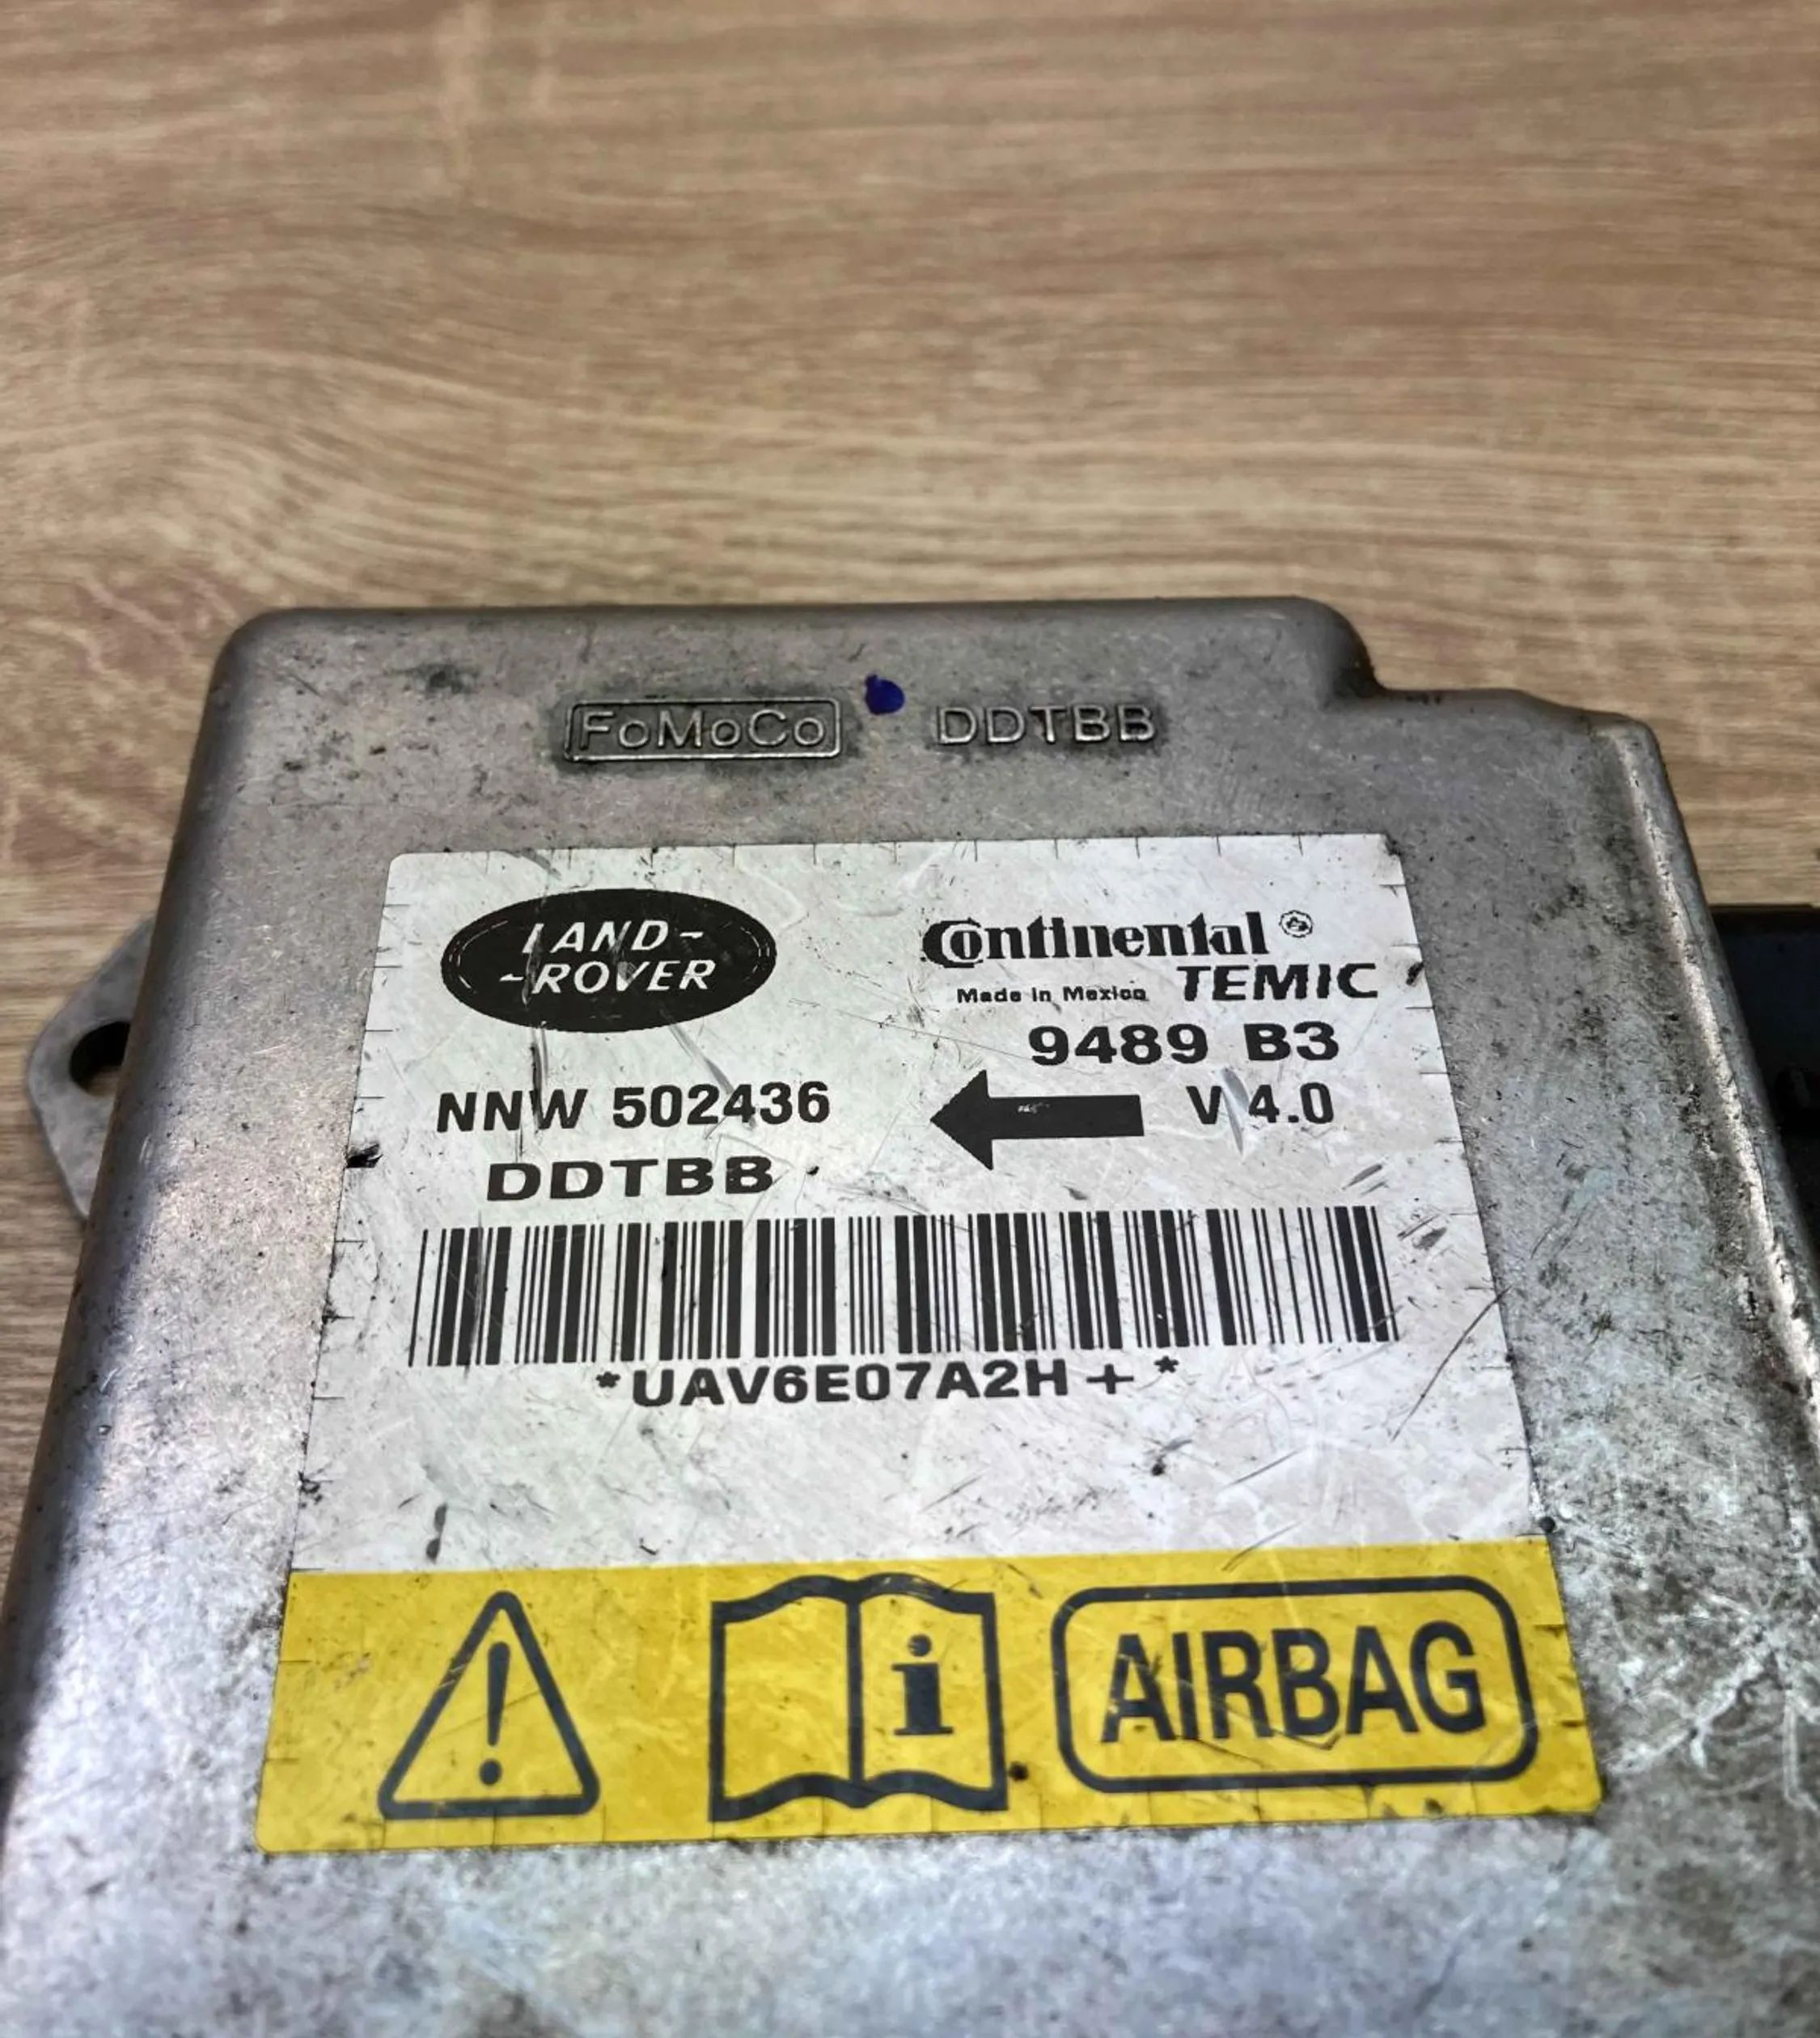 FoMoCo DDTBB
LAND-
-ROVER
Continental®
Made in Mexico TEMIC
9489 B3
NNW 502436
V 4.0
DDTBB
*UAV6E07A2H+*
! i AIRBAG